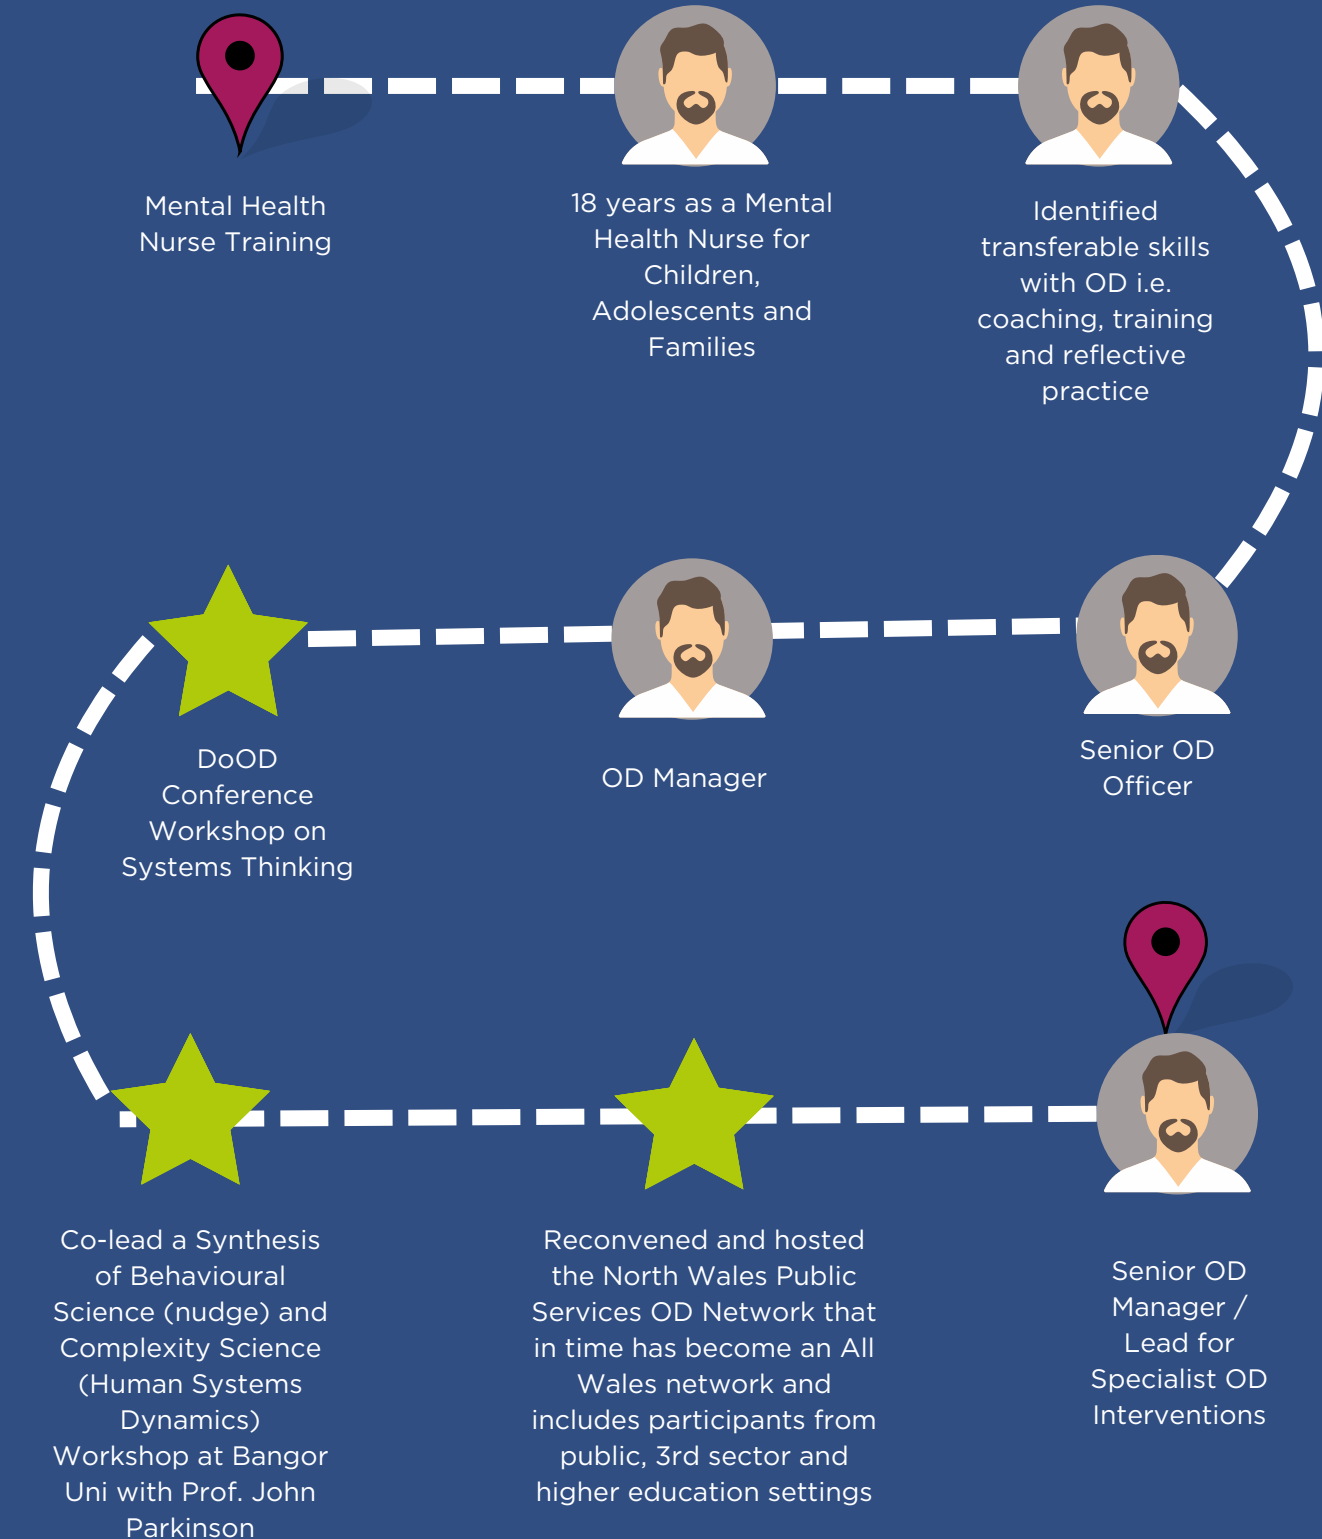 Mental Health
Nurse Training
18 years as a Mental
Health Nurse for
Children,
Adolescents and
Families
Identified
transferable skills
with OD i.e.
coaching, training
and reflective
practice
Senior OD
Officer
OD Manager
DoOD
Conference
Workshop on
Systems Thinking
Co-lead a Synthesis
of Behavioural
Science (nudge) and
Complexity Science
(Human Systems
Dynamics)
Workshop at Bangor
Uni with Prof. John
Parkinson
Reconvened and hosted
the North Wales Public
Services OD Network that
in time has become an All
Wales network and
includes participants from
public, 3rd sector and
higher education settings
Senior OD
Manager /
Lead for
Specialist OD
Interventions